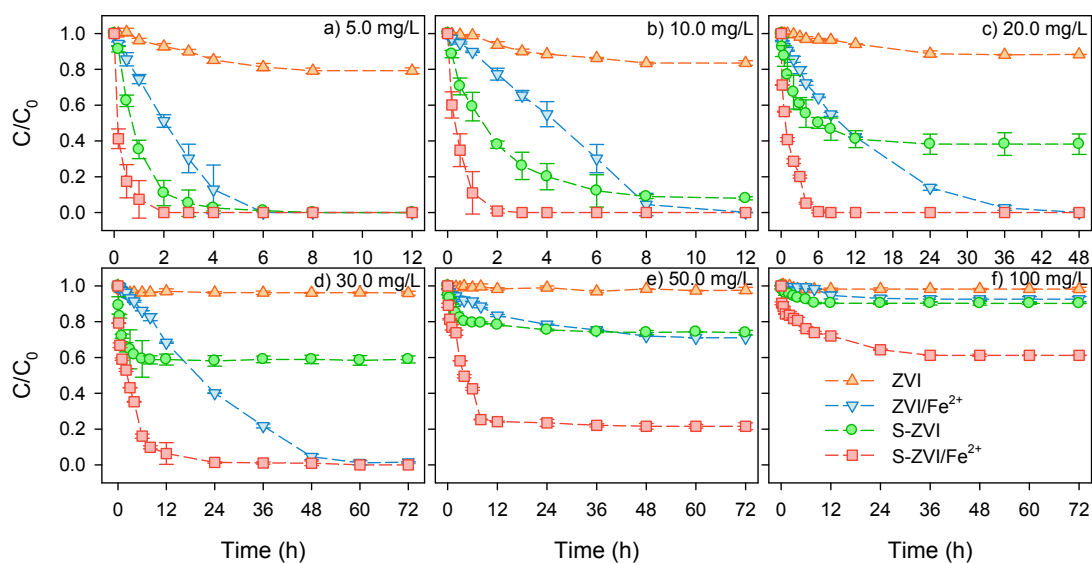 a) 5.0 mg/L
b) 10.0 mg/L
c) 20.0 mg/L
C/C₀
1.0
0.8
0.6
0.4
0.2
0.0
0 2 4 6 8 10 12
0 2 4 6 8 10 12
0 6 12 24 36 48
d) 30.0 mg/L
e) 50.0 mg/L
f) 100 mg/L
C/C₀
1.0
0.8
0.6
0.4
0.2
0.0
ZVI
ZVI/Fe²⁺
S-ZVI
S-ZVI/Fe²⁺
0 12 24 36 48 60 72
0 12 24 36 48 60 72
0 12 24 36 48 60 72
Time (h)
Time (h)
Time (h)